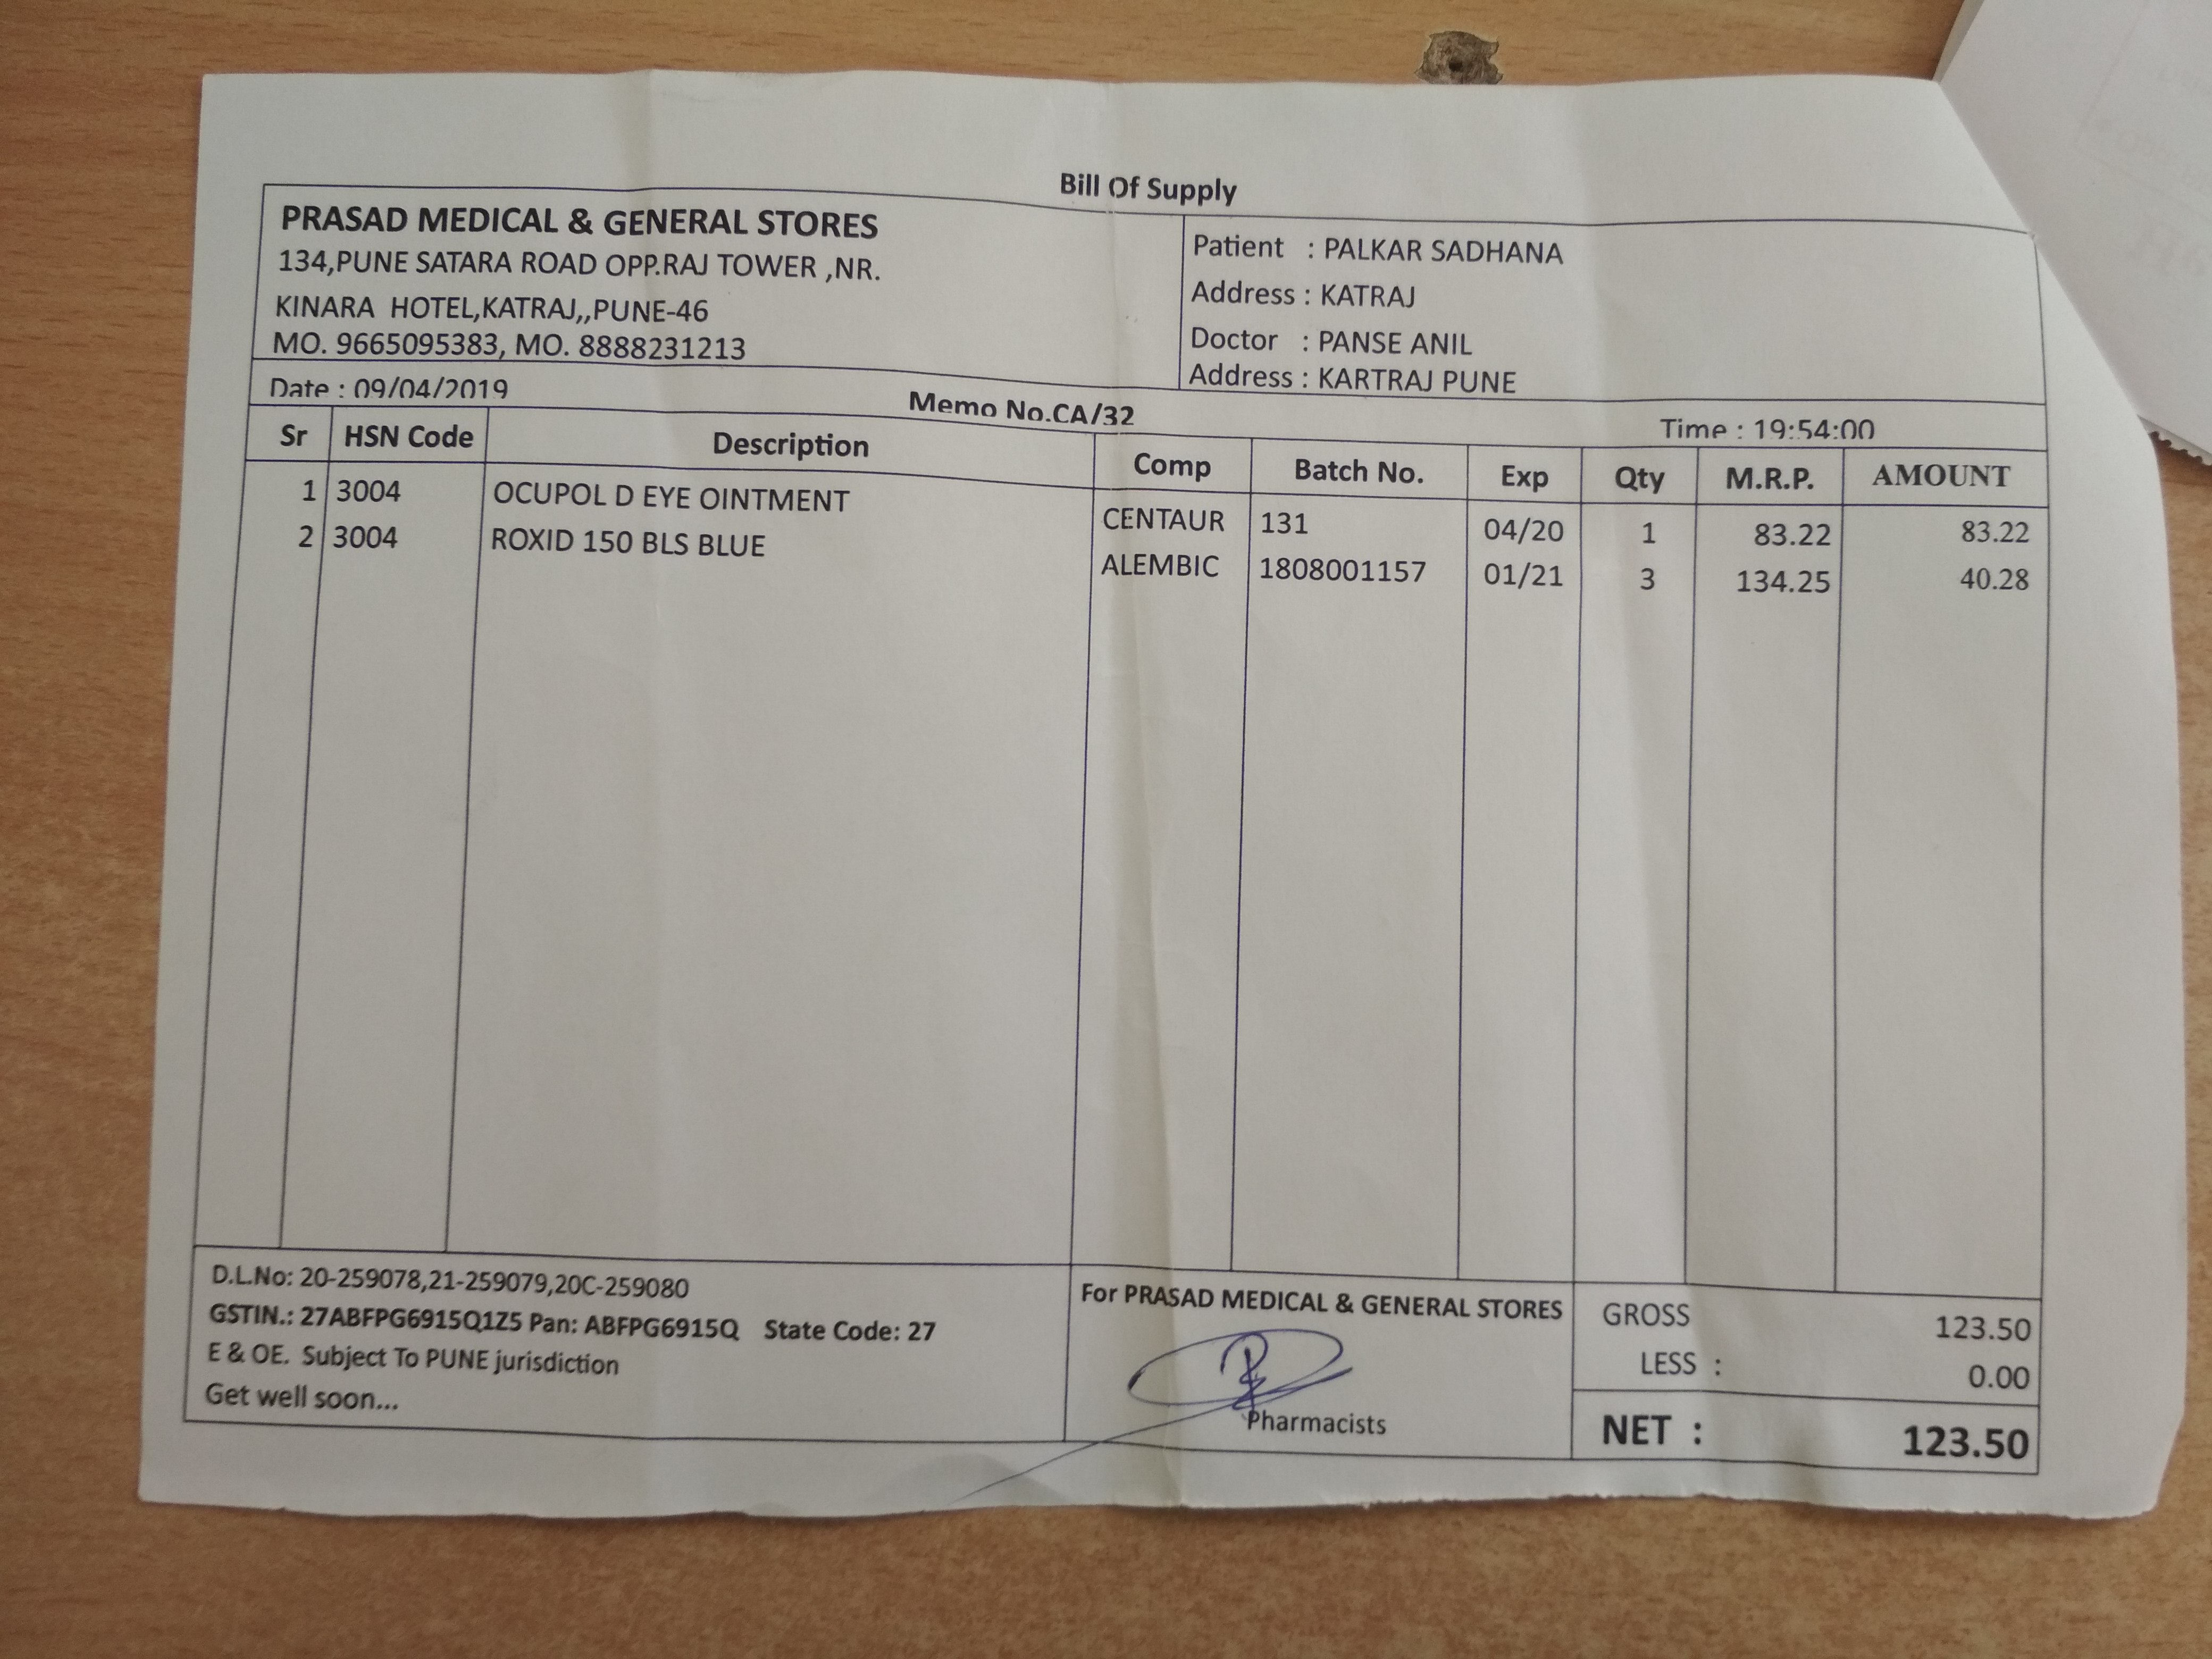 Bill Of Supply
PRASAD MEDICAL & GENERAL STORES
134,PUNE SATARA ROAD OPP.RAJ TOWER ,NR.
KINARA HOTEL,KATRAJ,,PUNE-46
MO. 9665095383, MO. 8888231213
Patient : PALKAR SADHANA
Address : KATRAJ
Doctor : PANSE ANIL
Address : KARTRAJ PUNE
Date : 09/04/2019 Memo No.CA/32 Time : 19:54:00
Sr HSN Code Description Comp Batch No. Exp Qty M.R.P. AMOUNT
1 3004 OCUPOL D EYE OINTMENT CENTAUR 131 04/20 1 83.22 83.22
2 3004 ROXID 150 BLS BLUE ALEMBIC 1808001157 01/21 3 134.25 40.28
D.L.No: 20-259078,21-259079,20C-259080
GSTIN.: 27ABFPG6915Q1Z5 Pan: ABFPG6915Q State Code: 27
E & OE. Subject To PUNE jurisdiction
Get well soon...
For PRASAD MEDICAL & GENERAL STORES
Pharmacists
GROSS 123.50
LESS : 0.00
NET : 123.50